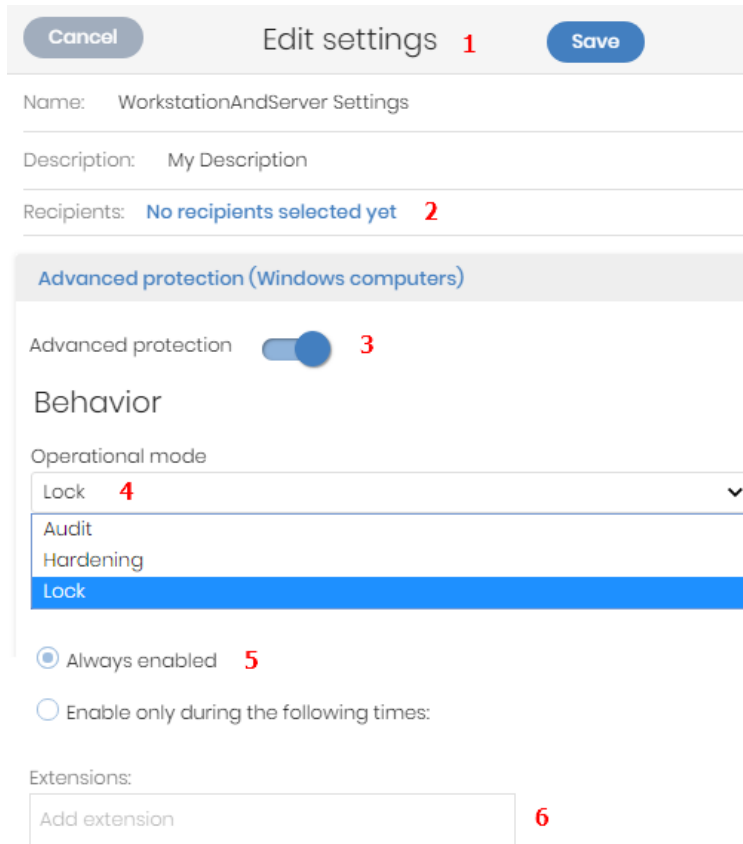 Cancel Edit settings 1 Save
Name: WorkstationAndServer Settings
Description: My Description
Recipients: No recipients selected yet 2
Advanced protection (Windows computers)
Advanced protection 3
Behavior
Operational mode
Lock 4
Audit
Hardening
Lock
Always enabled 5
Enable only during the following times:
Extensions:
Add extension 6